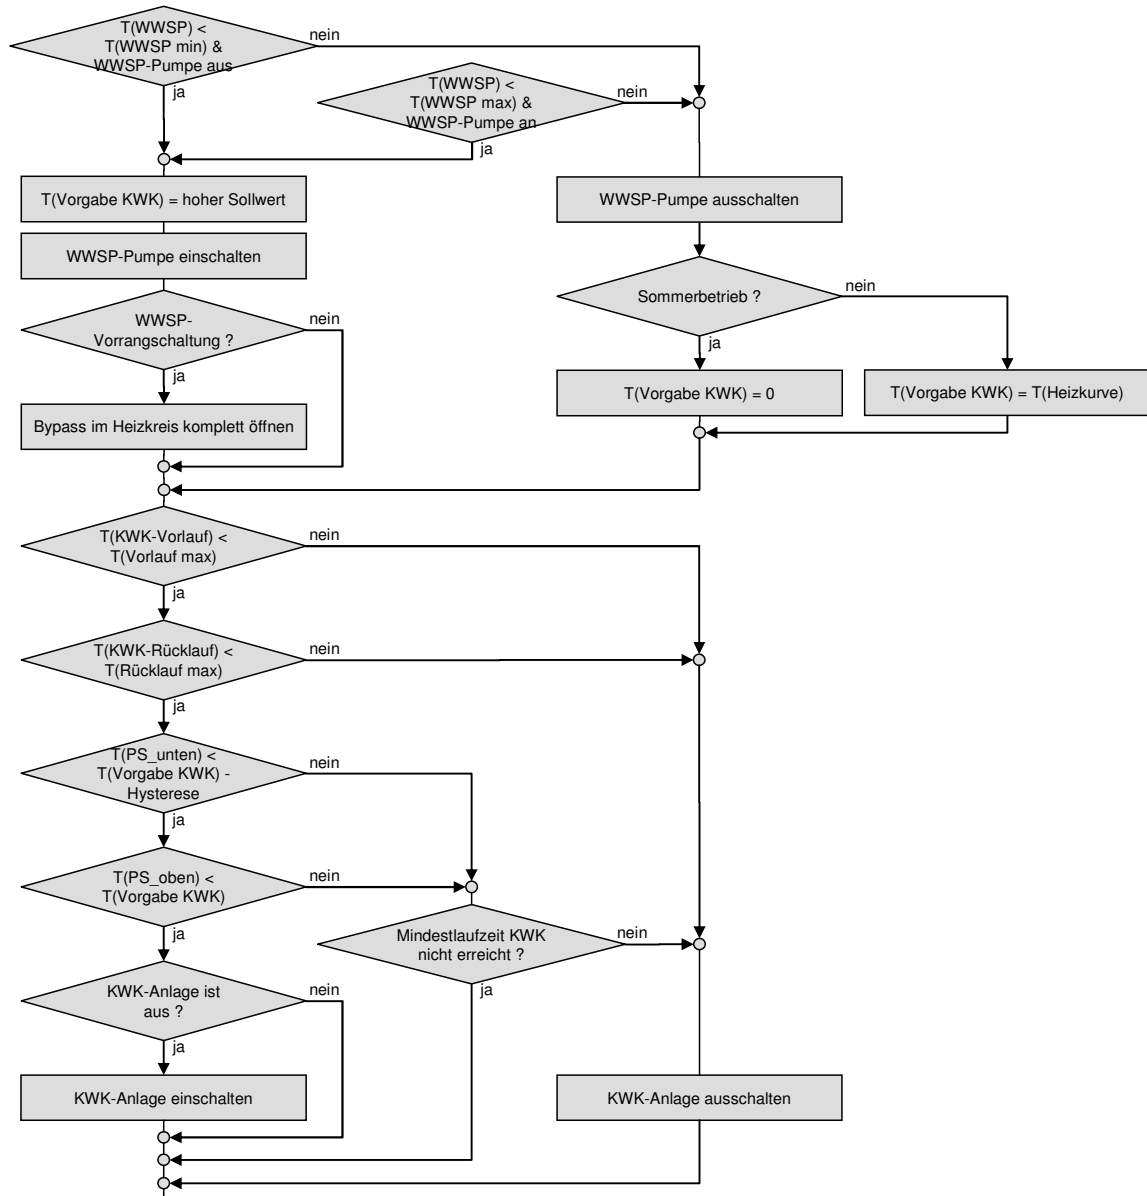 T(WWSP) <
T(WWSP min) &
WWSP-Pumpe aus
nein
ja
T(WWSP) <
T(WWSP max) &
WWSP-Pumpe an
nein
ja
T(Vorgabe KWK) = hoher Sollwert
WWSP-Pumpe ausschalten
WWSP-Pumpe einschalten
Sommerbetrieb ?
nein
ja
WWSP-
Vorrangschaltung ?
nein
ja
T(Vorgabe KWK) = 0
T(Vorgabe KWK) = T(Heizkurve)
Bypass im Heizkreis komplett öffnen
T(KWK-Vorlauf) <
T(Vorlauf max)
nein
ja
T(KWK-Rücklauf) <
T(Rücklauf max)
nein
ja
T(PS_unten) <
T(Vorgabe KWK) -
Hysterese
nein
ja
T(PS_oben) <
T(Vorgabe KWK)
nein
ja
Mindestlaufzeit KWK
nicht erreicht ?
nein
ja
KWK-Anlage ist
aus ?
nein
ja
KWK-Anlage einschalten
KWK-Anlage ausschalten